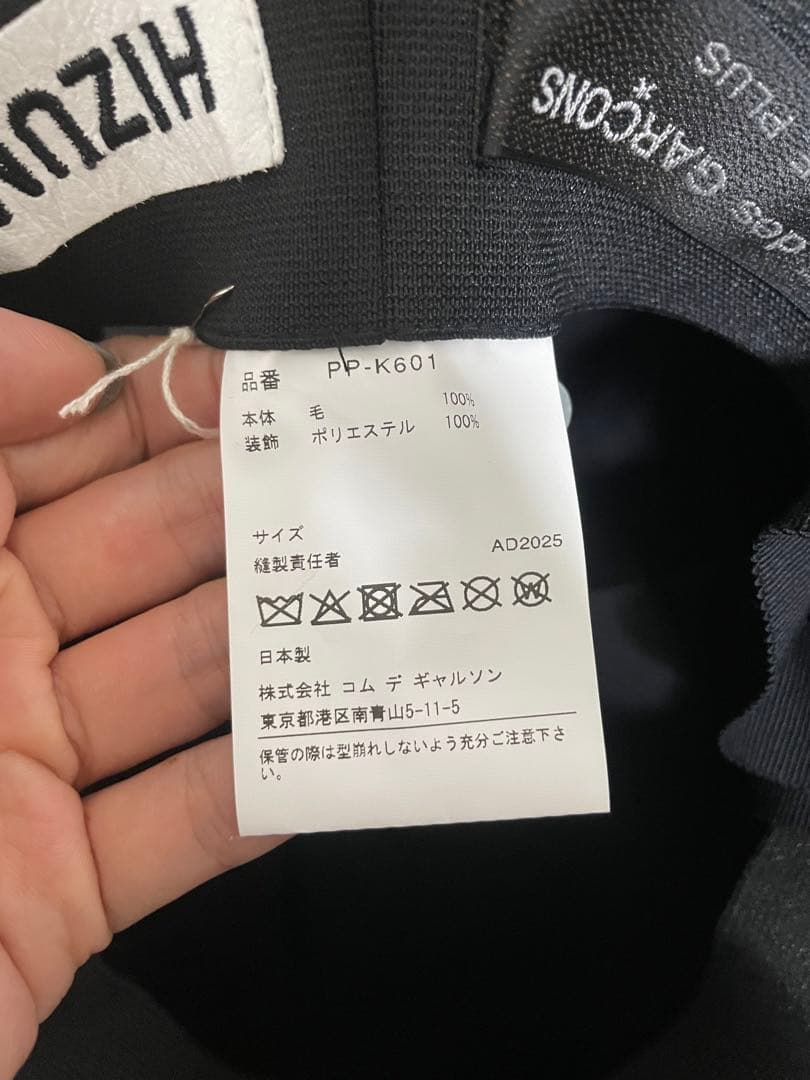 HIZUN
des GARÇONS
PLUS
品番 PP-K601
本体 毛 100%
装飾 ポリエステル 100%
サイズ
縫製責任者 AD2025
日本製
株式会社 コム デ ギャルソン
東京都港区南青山5-11-5
保管の際は型崩れしないよう充分ご注意下さ
い。